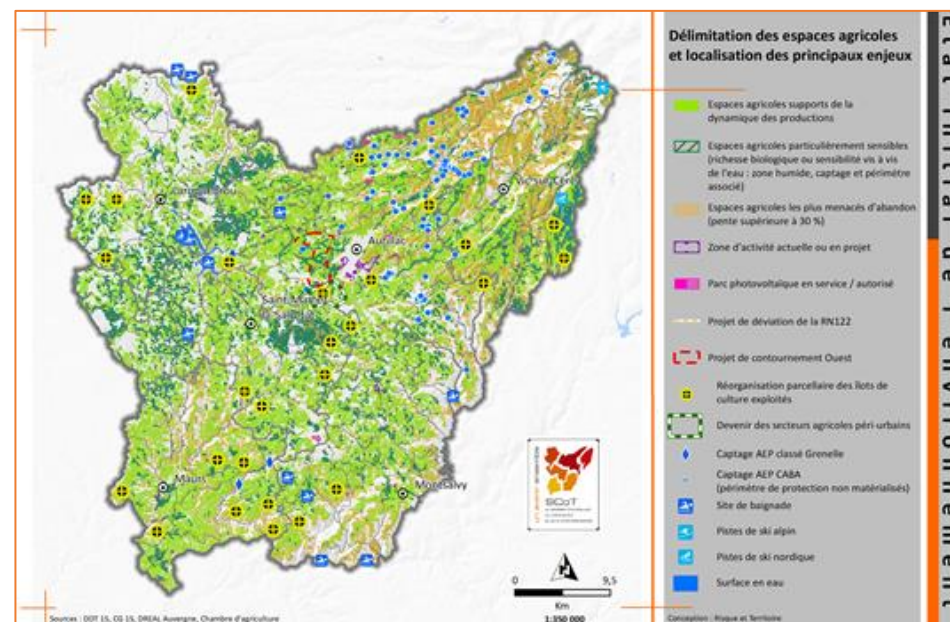 Délimitation des espaces agricoles
et localisation des principaux enjeux
Espaces agricoles supports de la
dynamique des productions
Espaces agricoles particulièrement sensibles
(richesse biologique ou sensibilité vis à vis
de l'eau : zone humide, captage et périmètre
associé)
Espaces agricoles les plus menacés d'abandon
(pente supérieure à 30 %)
Zone d'activité actuelle ou en projet
Parc photovoltaïque en service / autorisé
Projet de déviation de la RN122
Projet de contournement Ouest
Réorganisation parcellaire des îlots de
culture exploités
Devenir des secteurs agricoles péri-urbains
Captage AEP classé Grenelle
Captage AEP CABA
(périmètre de protection non matérialisés)
Site de baignade
Pistes de ski alpin
Pistes de ski nordique
Surface en eau
Conception : Risque et Territoire
Aurillac
Maurs
Montsalvy
SCoT
0 9,5
Km
1:350 000
Sources : DDT 15, CG 15, DREAL Auvergne, Chambre d'agriculture